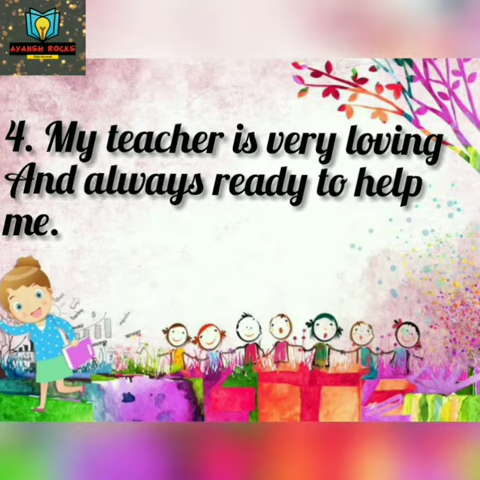 AYANSH ROCKS
4. My teacher is very loving
And always ready to help
me.